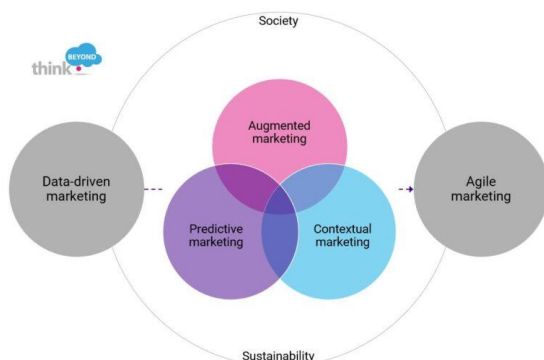 Society
BEYOND
think
Augmented
marketing
Data-driven
marketing
Agile
marketing
Predictive
marketing
Contextual
marketing
Sustainability